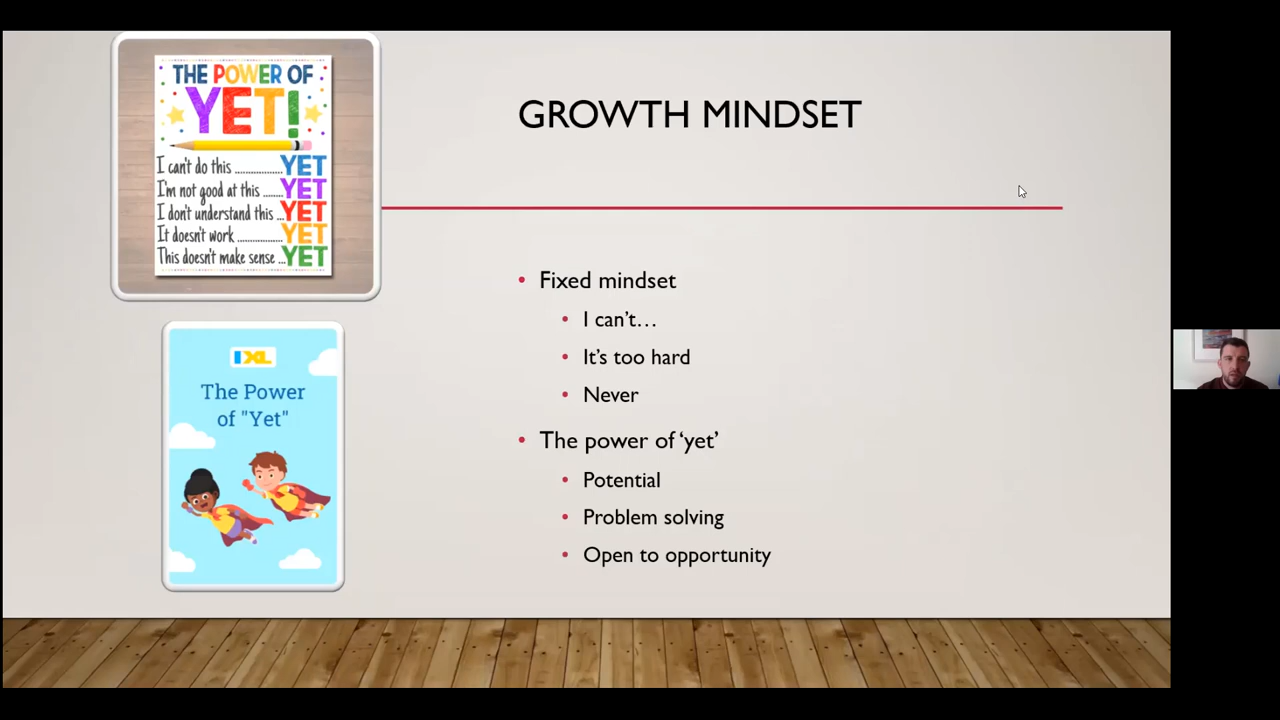 THE POWER OF
YET!
I can't do this ................YET
I'm not good at this .......YET
I don't understand this ...YET
It doesn't work ..............YET
This doesn't make sense ...YET
IXL
The Power
of "Yet"
GROWTH MINDSET
• Fixed mindset
• I can't…
• It's too hard
• Never
• The power of 'yet'
• Potential
• Problem solving
• Open to opportunity